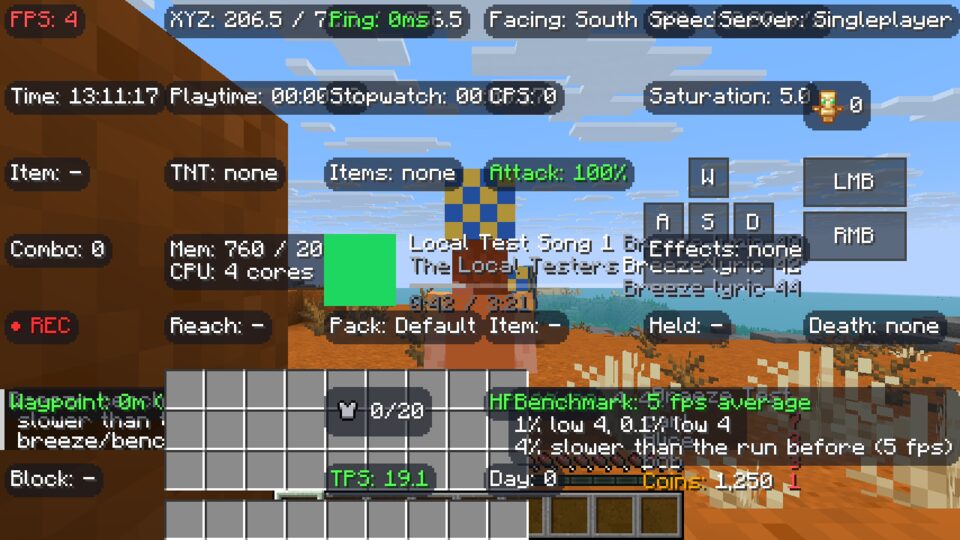 FPS: 4
XYZ: 206.5 / 7
Ping: 0ms
6.5
Facing: South
Speed
Server: Singleplayer
Time: 13:11:17
Playtime: 00:00
Stopwatch: 00
CPS: 0
Saturation: 5.0
0
Item: -
TNT: none
Items: none
Attack: 100%
W
LMB
A S D
RMB
Combo: 0
Mem: 760 / 20
CPU: 4 cores
Local Test Song 1
The Local Testers
0:42 / 3:21
Effects: none
Breeze lyric 42
Breeze lyric 44
● REC
Reach: -
Pack: Default
Item: -
Held: -
Death: none
Waypoint: 0m
slower than
breeze/benc
0/20
Benchmark: 5 fps average
1% low 4, 0.1% low 4
4% slower than the run before (5 fps)
Block: -
TPS: 19.1
Day: 0
Coins: 1,250
1